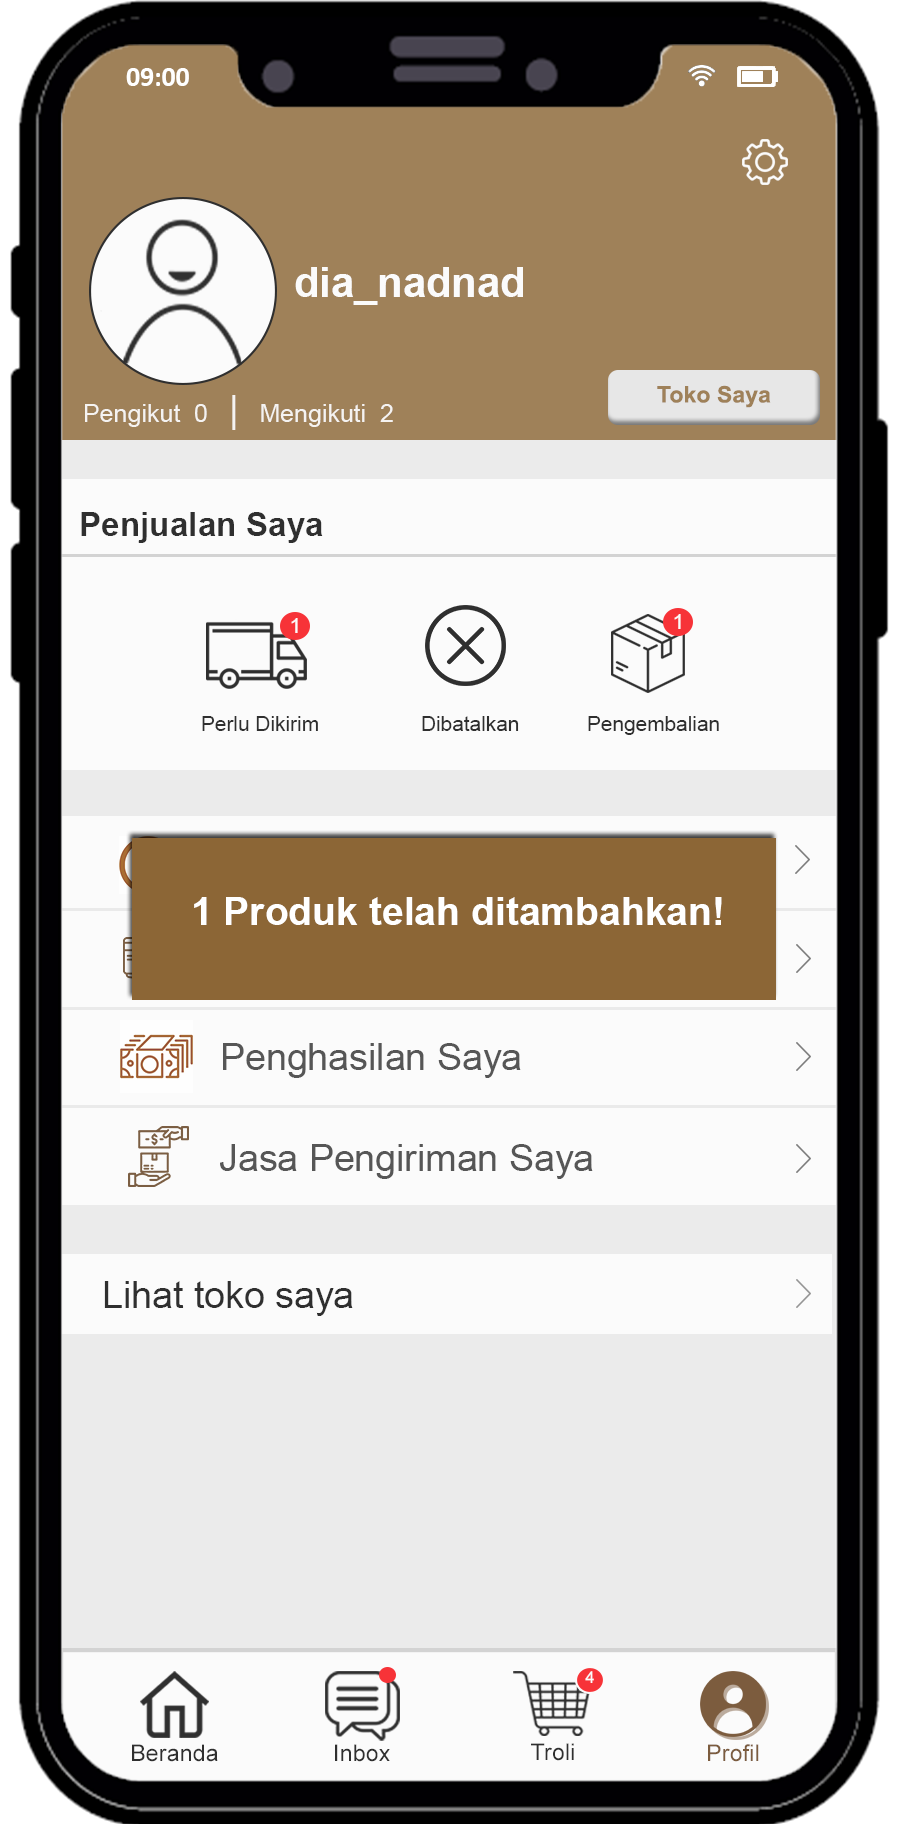 09:00
dia_nadnad
Pengikut 0 | Mengikuti 2
Toko Saya
Penjualan Saya
1
1
Perlu Dikirim
Dibatalkan
Pengembalian
1 Produk telah ditambahkan!
Penghasilan Saya
Jasa Pengiriman Saya
Lihat toko saya
4
Beranda
Inbox
Troli
Profil